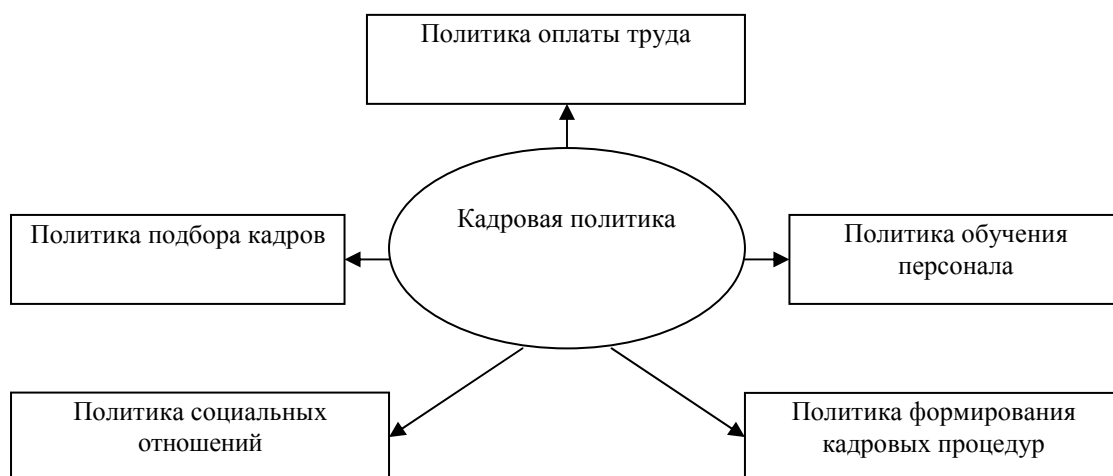 Политика оплаты труда
Кадровая политика
Политика подбора кадров
Политика обучения
персонала
Политика социальных
отношений
Политика формирования
кадровых процедур